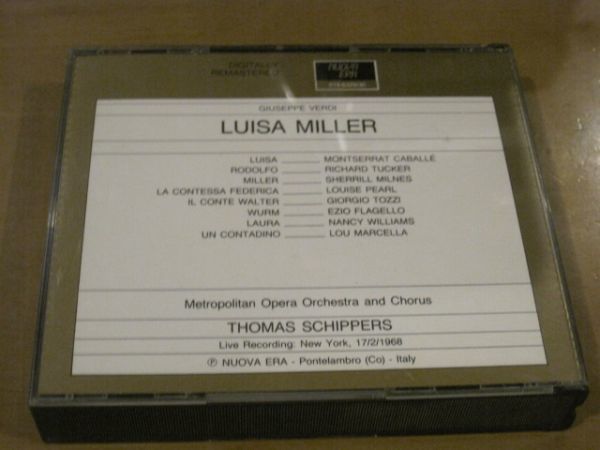 DIGITALLY
REMASTERED
NUOVA
ERA
GIUSEPPE VERDI
LUISA MILLER
LUISA MONTSERRAT CABALLÉ
RODOLFO RICHARD TUCKER
MILLER SHERRILL MILNES
LA CONTESSA FEDERICA LOUISE PEARL
IL CONTE WALTER GIORGIO TOZZI
WURM EZIO FLAGELLO
LAURA NANCY WILLIAMS
UN CONTADINO LOU MARCELLA
Metropolitan Opera Orchestra and Chorus
THOMAS SCHIPPERS
Live Recording: New York, 17/2/1968
℗ NUOVA ERA - Pontelambro (Co) - Italy